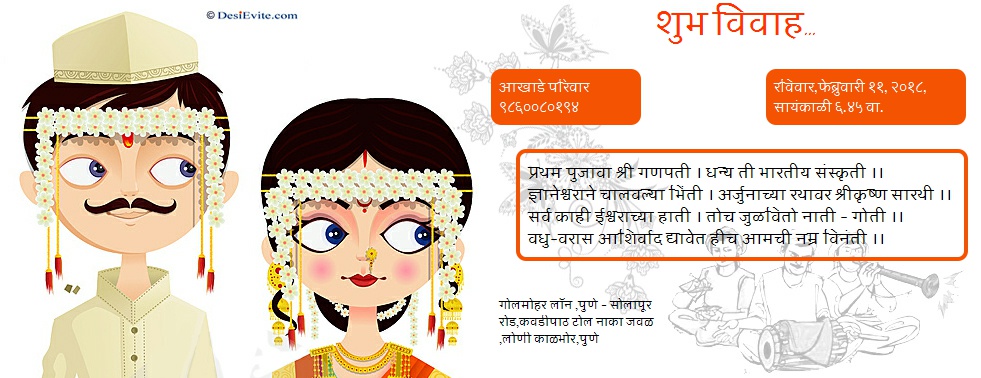 © DesiEvite.com
शुभ विवाह...
आखाडे परिवार
९८६००८०१९४
रविवार,फेब्रुवारी ११, २०१८,
सायंकाळी ६.४५ वा.
प्रथम पुजावा श्री गणपती । धन्य ती भारतीय संस्कृती ।।
ज्ञानेश्वराने चालवल्या भिंती । अर्जुनाच्या रथावर श्रीकृष्ण सारथी ।।
सर्व काही ईश्वराच्या हाती । तोच जुळवितो नाती - गोती ।।
वधु-वरास आशिर्वाद द्यावेत हीच आमची नम्र विनंती ।।
गोलमोहर लॉन ,पुणे - सोलापूर
रोड,कवडीपाठ टोल नाका जवळ
,लोणी काळभोर,पुणे